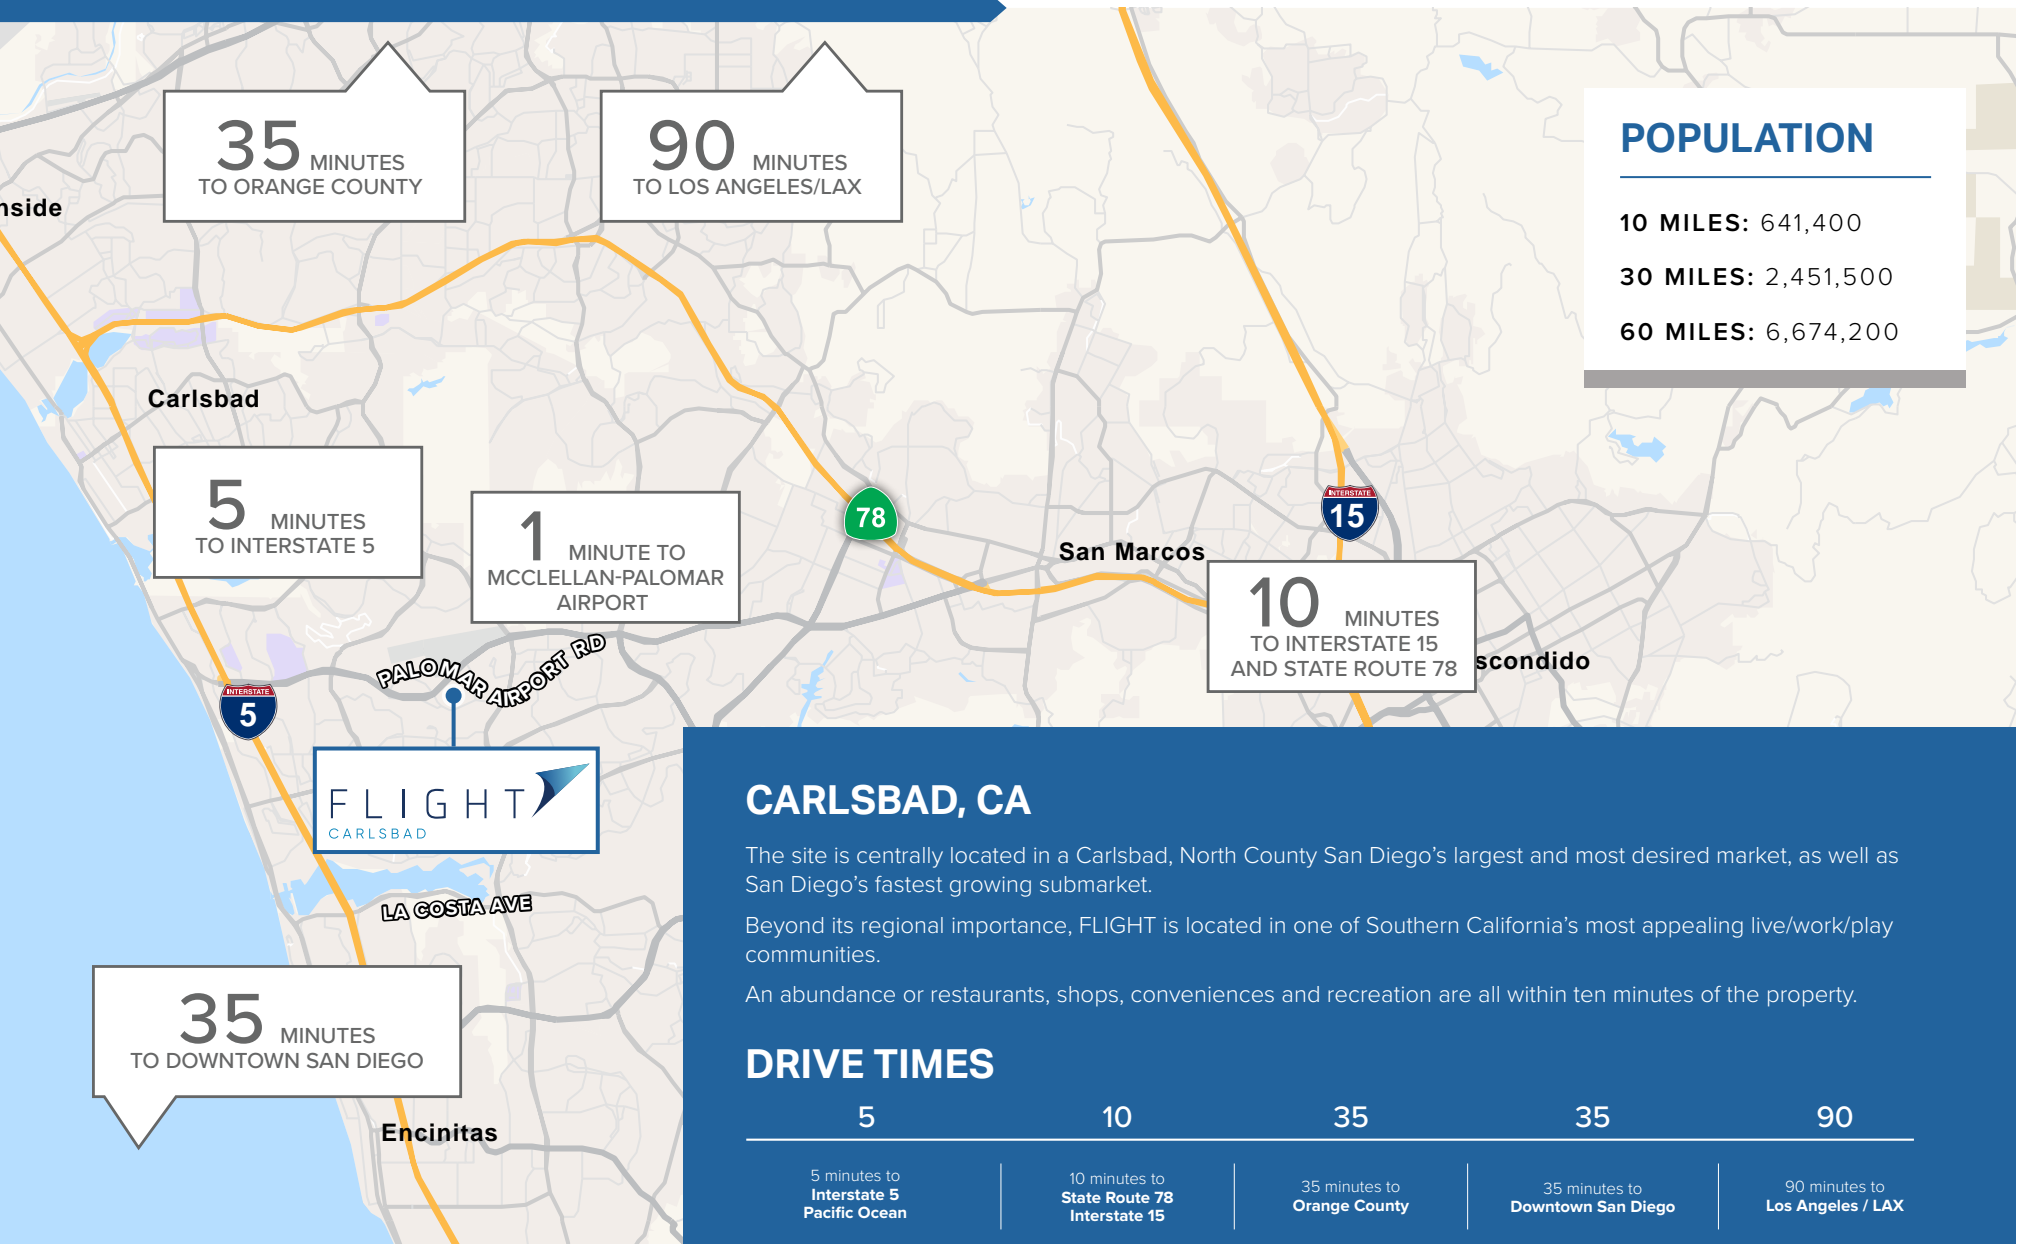 35 MINUTES
TO ORANGE COUNTY
90 MINUTES
TO LOS ANGELES/LAX
POPULATION
10 MILES: 641,400
30 MILES: 2,451,500
60 MILES: 6,674,200
nside
Carlsbad
5 MINUTES
TO INTERSTATE 5
1 MINUTE TO
MCCLELLAN-PALOMAR
AIRPORT
78
INTERSTATE
15
San Marcos
10 MINUTES
TO INTERSTATE 15
AND STATE ROUTE 78
scondido
PALOMAR AIRPORT RD
INTERSTATE
5
FLIGHT
CARLSBAD
LA COSTA AVE
35 MINUTES
TO DOWNTOWN SAN DIEGO
Encinitas
CARLSBAD, CA
The site is centrally located in a Carlsbad, North County San Diego’s largest and most desired market, as well as
San Diego’s fastest growing submarket.
Beyond its regional importance, FLIGHT is located in one of Southern California’s most appealing live/work/play
communities.
An abundance or restaurants, shops, conveniences and recreation are all within ten minutes of the property.
DRIVE TIMES
5 10 35 35 90
5 minutes to
Interstate 5
Pacific Ocean
10 minutes to
State Route 78
Interstate 15
35 minutes to
Orange County
35 minutes to
Downtown San Diego
90 minutes to
Los Angeles / LAX